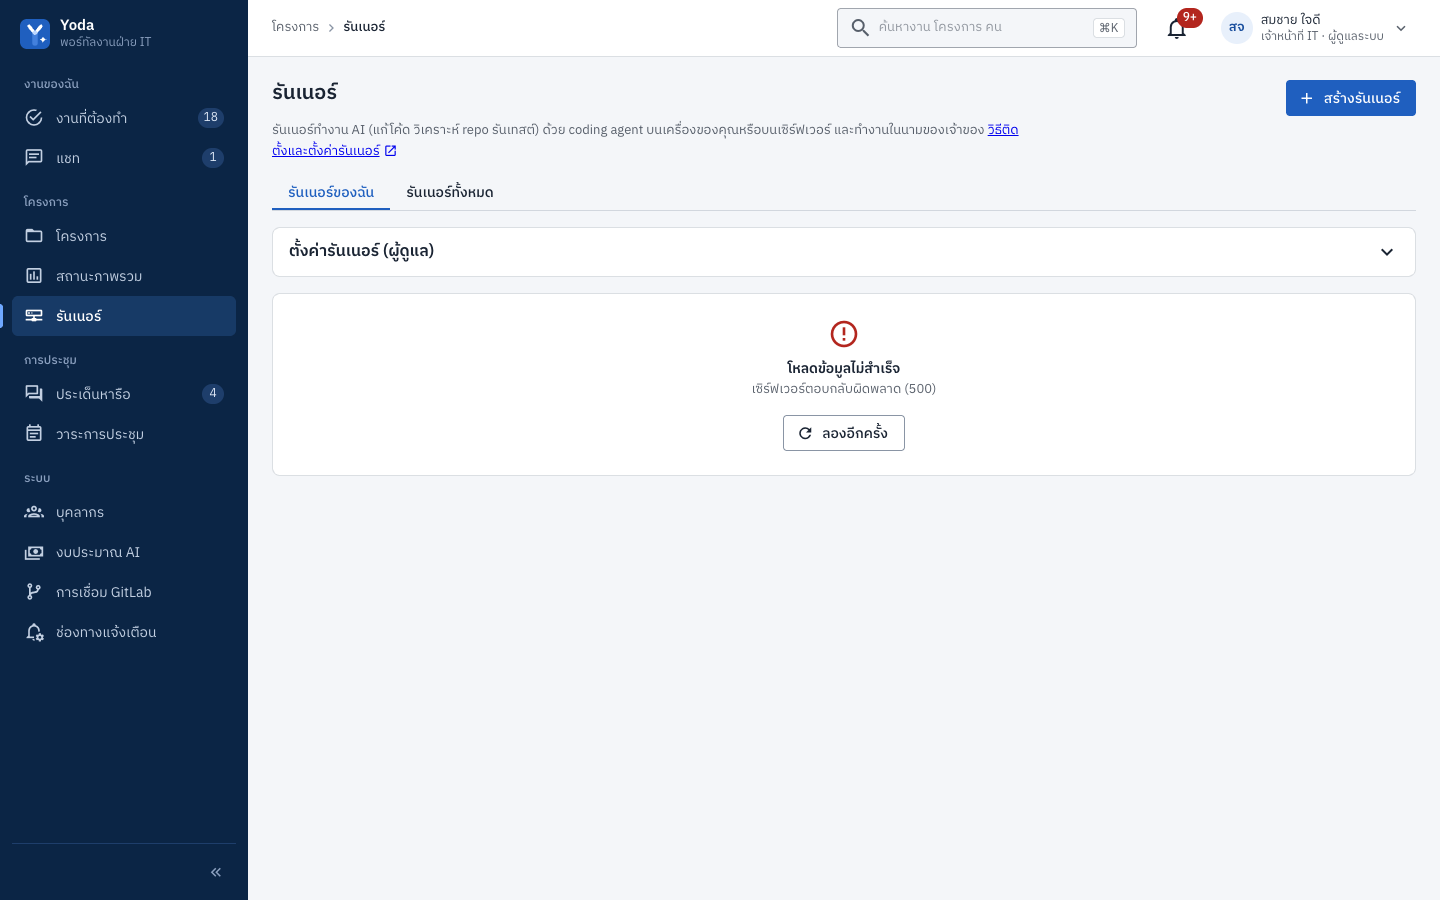 Yoda
พอร์ทัลงานฝ่าย IT
งานของฉัน
งานที่ต้องทำ 18
แชท 1
โครงการ
โครงการ
สถานะภาพรวม
รันเนอร์
การประชุม
ประเด็นหารือ 4
วาระการประชุม
ระบบ
บุคลากร
งบประมาณ AI
การเชื่อม GitLab
ช่องทางแจ้งเตือน
โครงการ รันเนอร์
ค้นหางาน โครงการ คน ⌘K
9+
สจ
สมชาย ใจดี
เจ้าหน้าที่ IT · ผู้ดูแลระบบ
รันเนอร์
สร้างรันเนอร์
รันเนอร์ทำงาน AI (แก้โค้ด วิเคราะห์ repo รันเทสต์) ด้วย coding agent บนเครื่องของคุณหรือบนเซิร์ฟเวอร์ และทำงานในนามของเจ้าของ วิธีติด
ตั้งและตั้งค่ารันเนอร์
รันเนอร์ของฉัน รันเนอร์ทั้งหมด
ตั้งค่ารันเนอร์ (ผู้ดูแล)
โหลดข้อมูลไม่สำเร็จ
เซิร์ฟเวอร์ตอบกลับผิดพลาด (500)
ลองอีกครั้ง